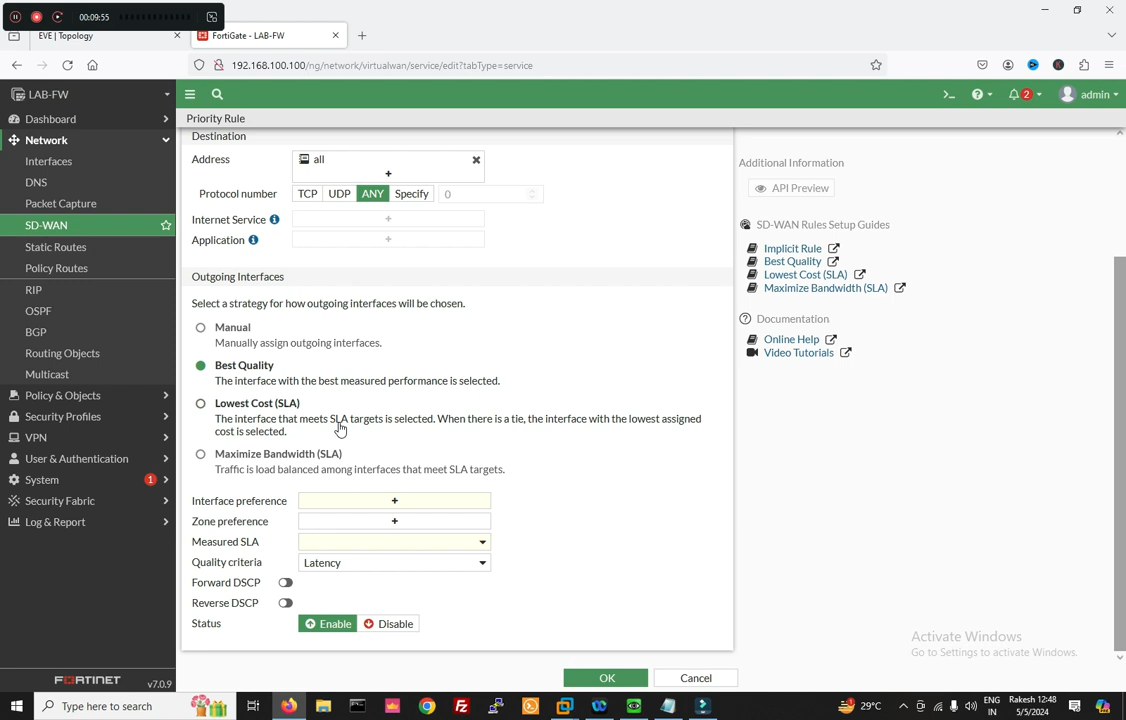 00:09:55
EVE | Topology
FortiGate - LAB-FW
192.168.100.100/ng/network/virtualwan/service/edit?tabType=service
LAB-FW
2
admin
Dashboard
Priority Rule
Network
Destination
Interfaces
Address
all
Additional Information
DNS
Protocol number
TCP
UDP
ANY
Specify
0
API Preview
Packet Capture
Internet Service
SD-WAN
SD-WAN Rules Setup Guides
Application
Static Routes
Implicit Rule
Policy Routes
Best Quality
Outgoing Interfaces
Lowest Cost (SLA)
RIP
Maximize Bandwidth (SLA)
Select a strategy for how outgoing interfaces will be chosen.
OSPF
Documentation
Manual
BGP
Manually assign outgoing interfaces.
Online Help
Routing Objects
Video Tutorials
Best Quality
Multicast
The interface with the best measured performance is selected.
Policy & Objects
Lowest Cost (SLA)
Security Profiles
The interface that meets SLA targets is selected. When there is a tie, the interface with the lowest assigned
cost is selected.
VPN
Maximize Bandwidth (SLA)
User & Authentication
Traffic is load balanced among interfaces that meet SLA targets.
System
1
Security Fabric
Interface preference
Log & Report
Zone preference
Measured SLA
Quality criteria
Latency
Forward DSCP
Reverse DSCP
Status
Enable
Disable
Activate Windows
Go to Settings to activate Windows.
OK
Cancel
FORTINET
v7.0.9
Type here to search
29°C
ENG
IN
Rakesh 12:48
5/5/2024